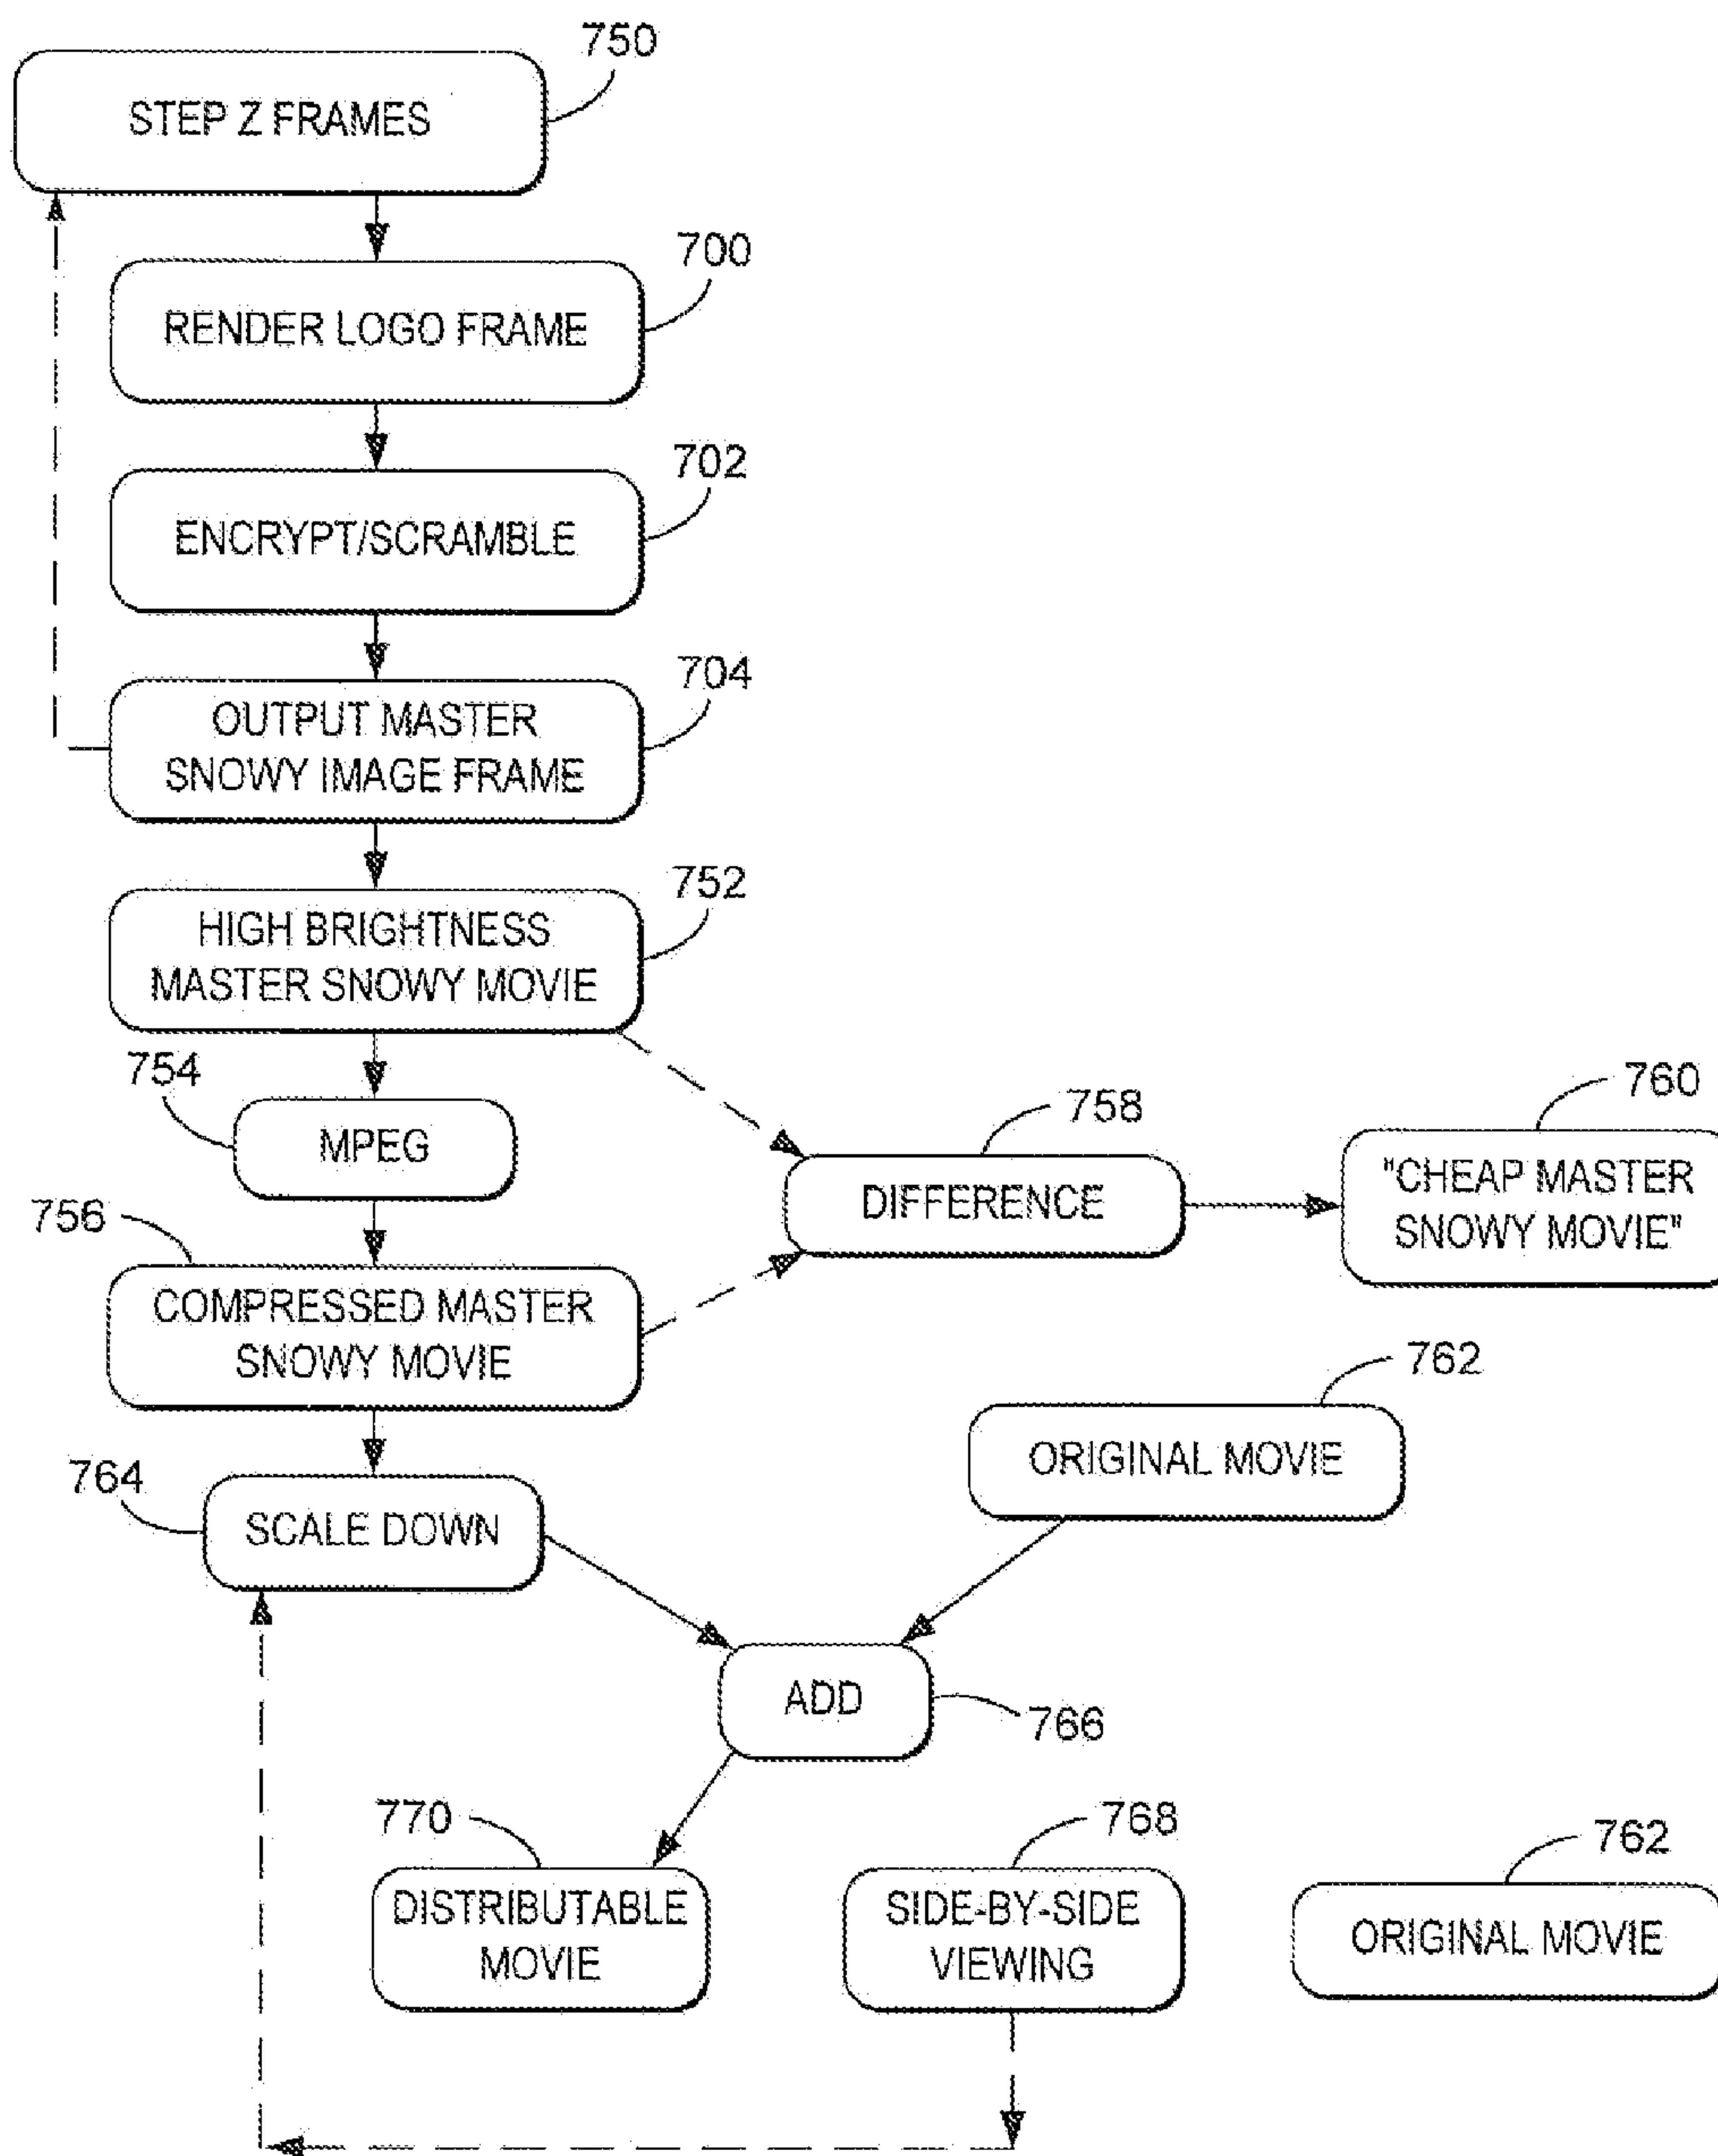 750
STEP Z FRAMES
700
RENDER LOGO FRAME
702
ENCRYPT/SCRAMBLE
704
OUTPUT MASTER
SNOWY IMAGE FRAME
752
HIGH BRIGHTNESS
MASTER SNOWY MOVIE
754
MPEG
758
DIFFERENCE
760
"CHEAP MASTER
SNOWY MOVIE"
756
COMPRESSED MASTER
SNOWY MOVIE
762
ORIGINAL MOVIE
764
SCALE DOWN
ADD
766
770
DISTRIBUTABLE
MOVIE
768
SIDE-BY-SIDE
VIEWING
762
ORIGINAL MOVIE